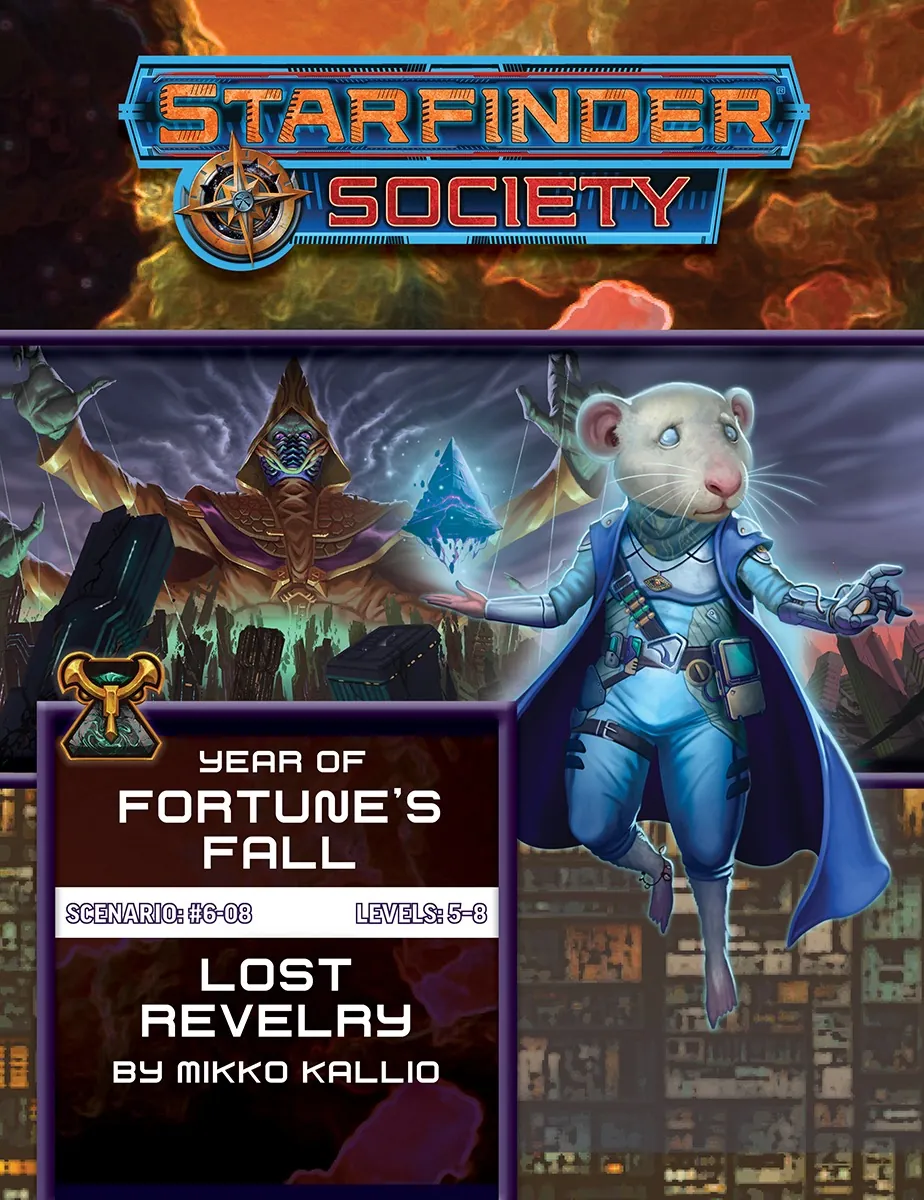 STARFINDER®
SOCIETY
YEAR OF
FORTUNE'S
FALL
SCENARIO: #6-08 LEVELS: 5-8
LOST
REVELRY
BY MIKKO KALLIO